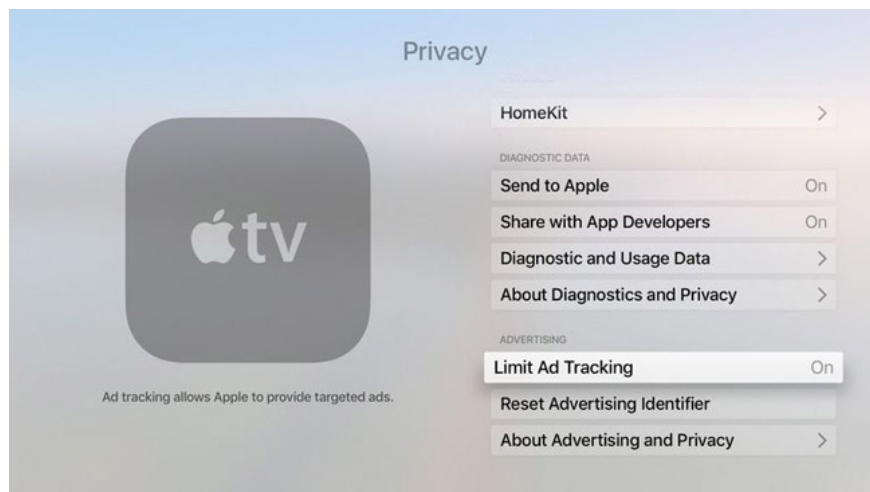 Privacy
HomeKit
DIAGNOSTIC DATA
Send to Apple On
Share with App Developers On
Diagnostic and Usage Data
About Diagnostics and Privacy
ADVERTISING
Limit Ad Tracking On
Reset Advertising Identifier
About Advertising and Privacy
tv
Ad tracking allows Apple to provide targeted ads.